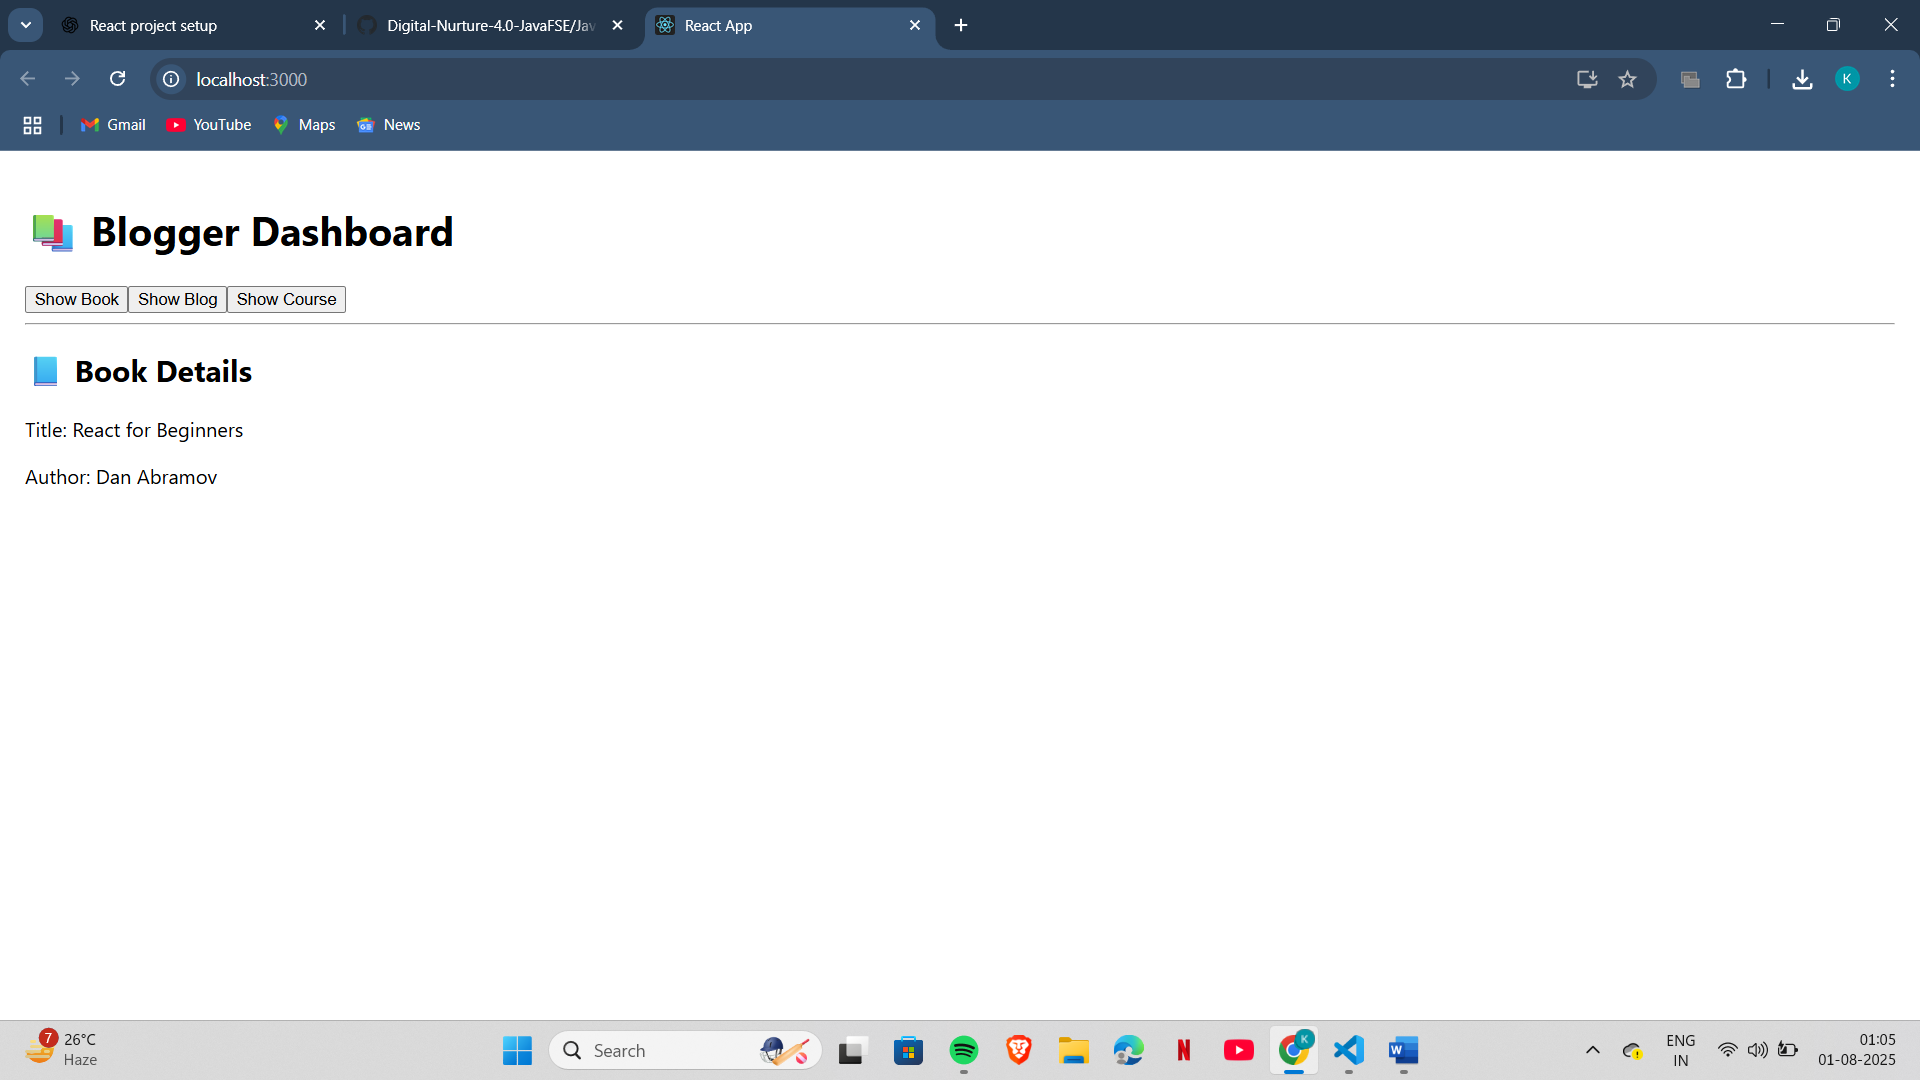 React project setup
Digital-Nurture-4.0-JavaFSE/Jav
React App
localhost:3000
K
Gmail
YouTube
Maps
News
Blogger Dashboard
Show Book
Show Blog
Show Course
Book Details
Title: React for Beginners
Author: Dan Abramov
7
26°C
Haze
Search
N
K
W
ENG
IN
01:05
01-08-2025